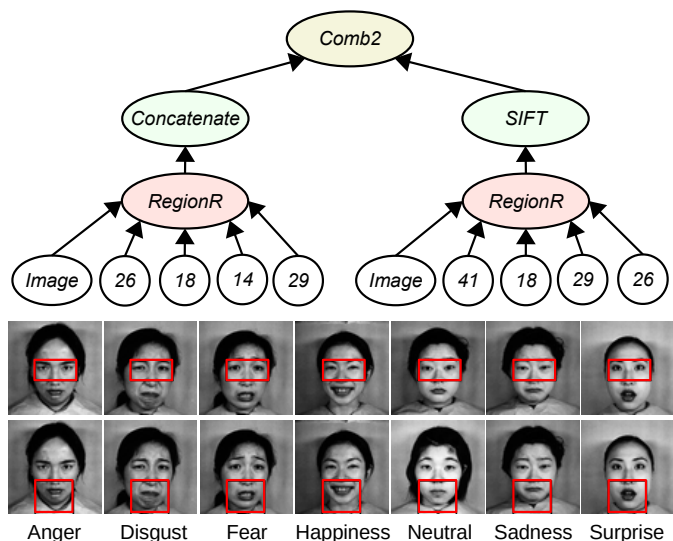 Comb2
Concatenate SIFT
RegionR RegionR
Image 26 18 14 29 Image 41 18 29 26
Anger Disgust Fear Happiness Neutral Sadness Surprise